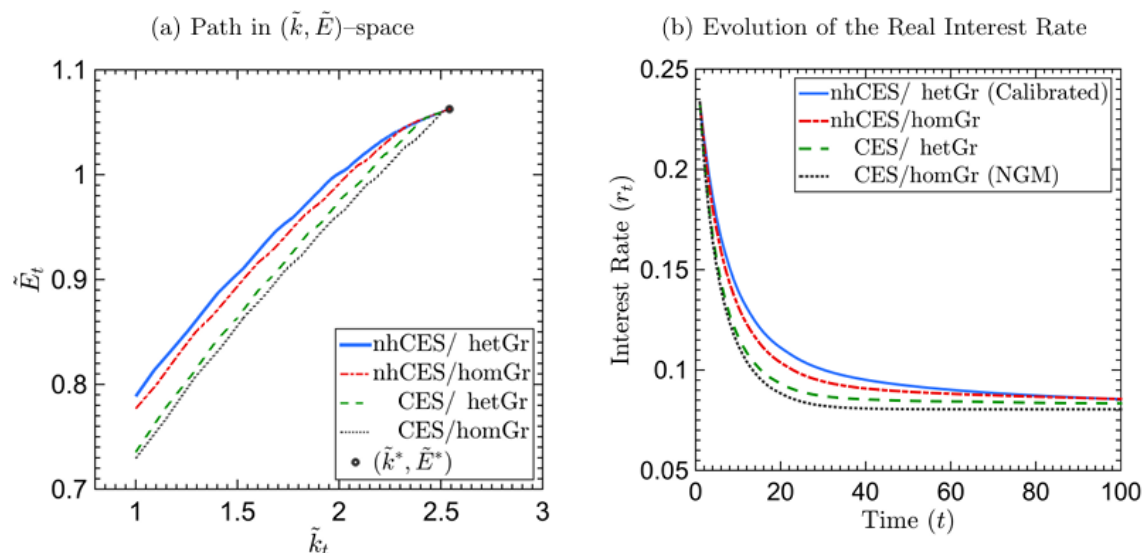 (a) Path in (k̃, Ẽ)–space
1.1
1
0.9
0.8
0.7
Ẽₜ
1
1.5
2
2.5
3
k̃ₜ
nhCES/ hetGr
nhCES/homGr
CES/ hetGr
CES/homGr
(k̃*, Ẽ*)
(b) Evolution of the Real Interest Rate
0.25
0.2
0.15
0.1
0.05
Interest Rate (rₜ)
0
20
40
60
80
100
Time (t)
nhCES/ hetGr (Calibrated)
nhCES/homGr
CES/ hetGr
CES/homGr (NGM)